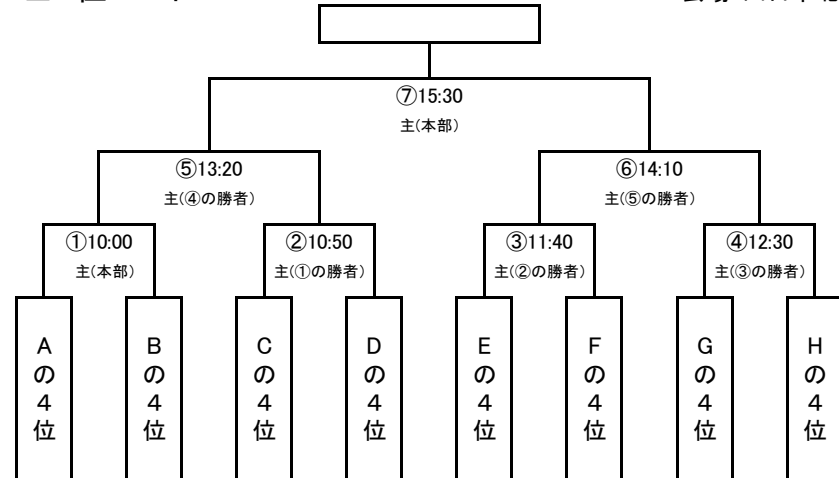 ⑦15:30
主(本部)
⑤13:20
主(④の勝者)
⑥14:10
主(⑤の勝者)
①10:00
主(本部)
②10:50
主(①の勝者)
③11:40
主(②の勝者)
④12:30
主(③の勝者)
Aの4位
Bの4位
Cの4位
Dの4位
Eの4位
Fの4位
Gの4位
Hの4位